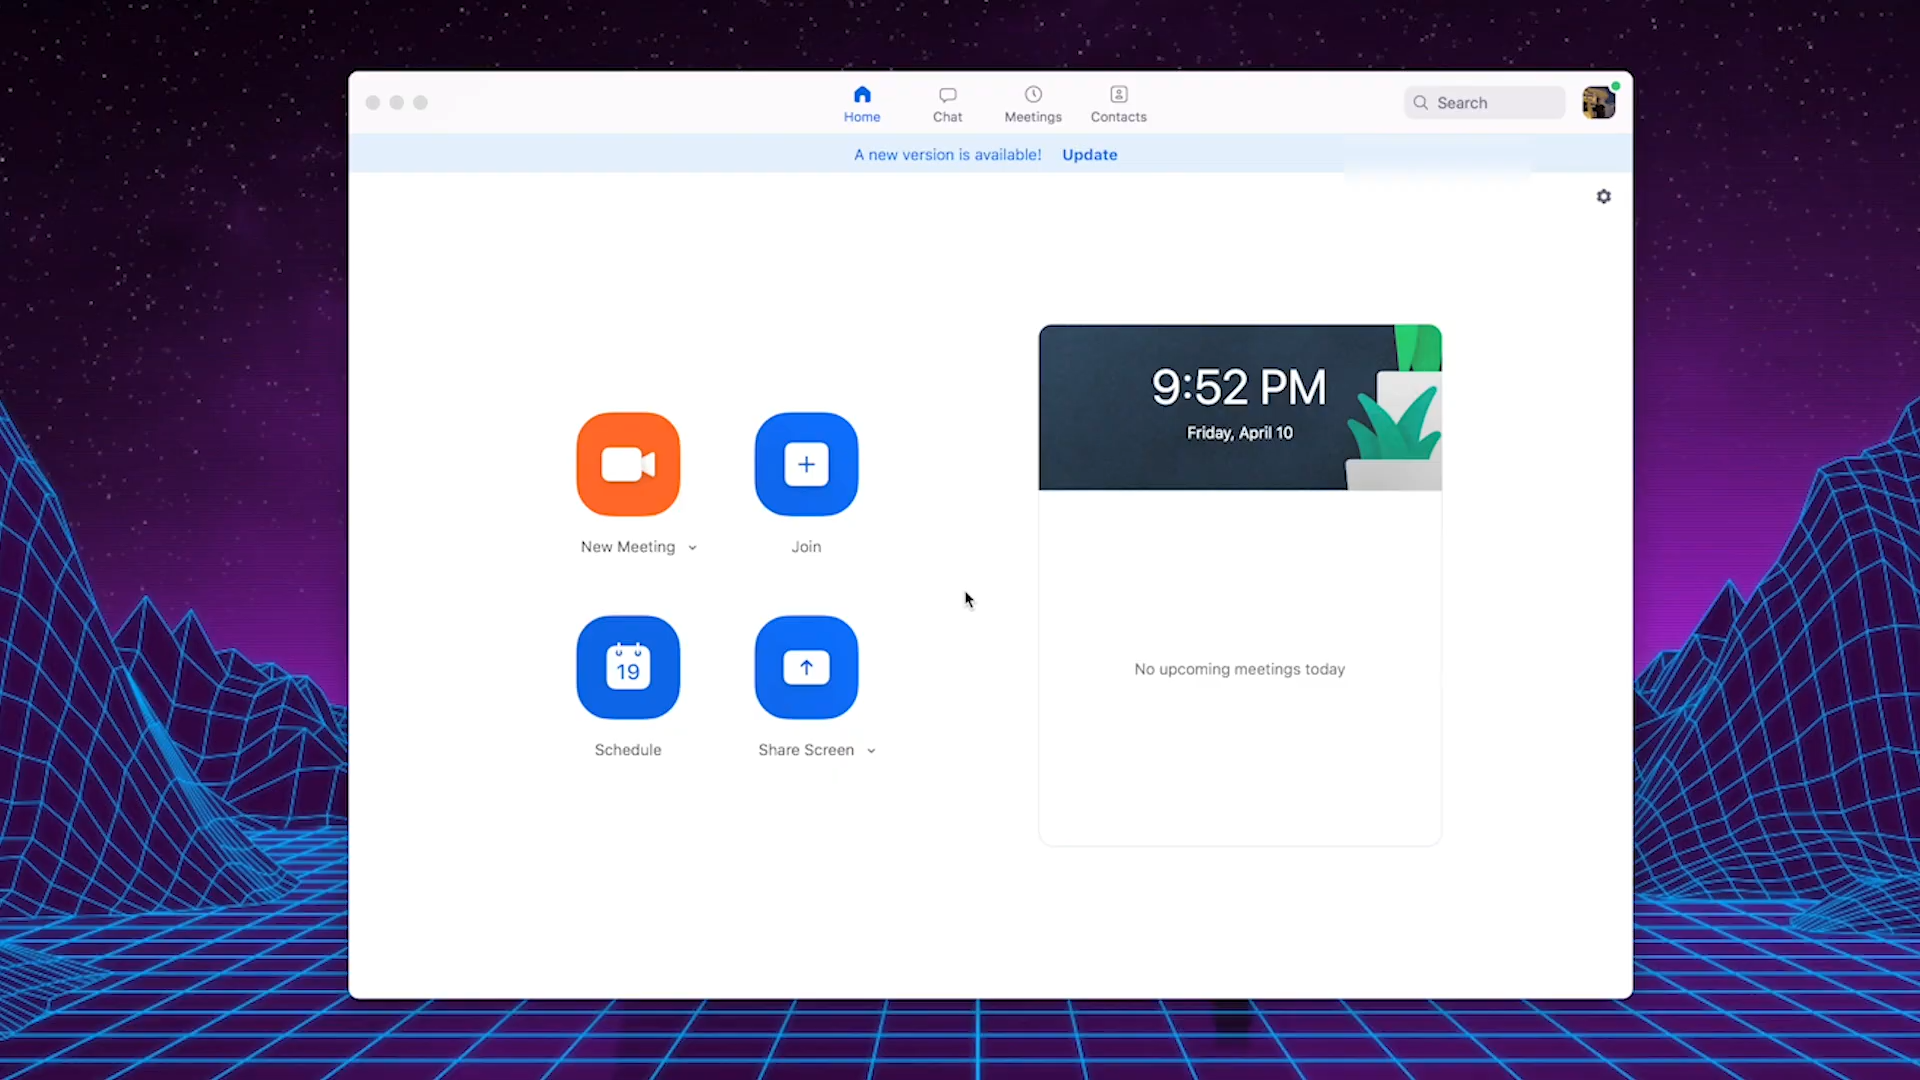 Home
Chat
Meetings
Contacts
Search
A new version is available! Update
9:52 PM
Friday, April 10
New Meeting
Join
19
Schedule
Share Screen
No upcoming meetings today